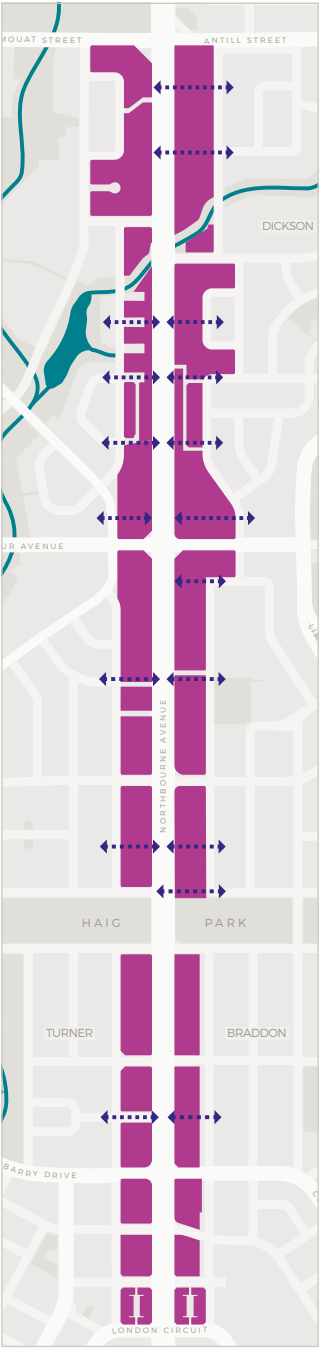 MOUAT STREET
ANTILL STREET
DICKSON
UR AVENUE
NORTHBOURNE AVENUE
HAIG PARK
TURNER
BRADDON
BARRY DRIVE
LONDON CIRCUIT